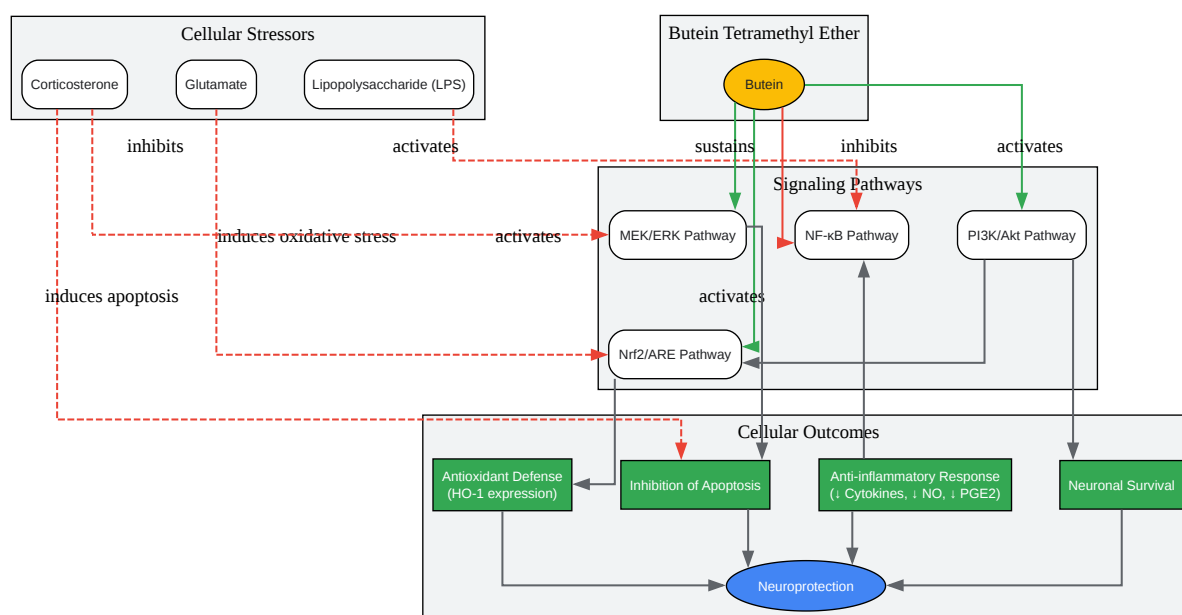 Cellular Stressors
Butein Tetramethyl Ether
Corticosterone
Glutamate
Lipopolysaccharide (LPS)
Butein
inhibits
activates
sustains
inhibits
activates
Signaling Pathways
induces oxidative stress
activates
MEK/ERK Pathway
NF-κB Pathway
PI3K/Akt Pathway
induces apoptosis
activates
Nrf2/ARE Pathway
Cellular Outcomes
Antioxidant Defense
(HO-1 expression)
Inhibition of Apoptosis
Anti-inflammatory Response
(↓ Cytokines, ↓ NO, ↓ PGE2)
Neuronal Survival
Neuroprotection